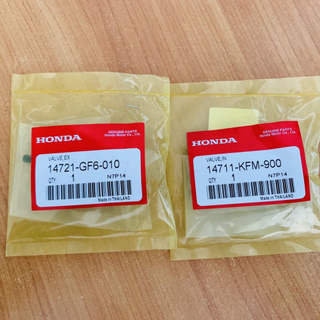 HONDA
GENUINE PARTS
Honda Motor Co., Ltd.
VALVE,EX
14721-GF6-010
QTY 1 N7P14
Made in THAILAND
HONDA
GENUINE PARTS
Honda Motor Co., Ltd.
VALVE,IN
14711-KFM-900
QTY 1 N7P14
Made in THAILAND